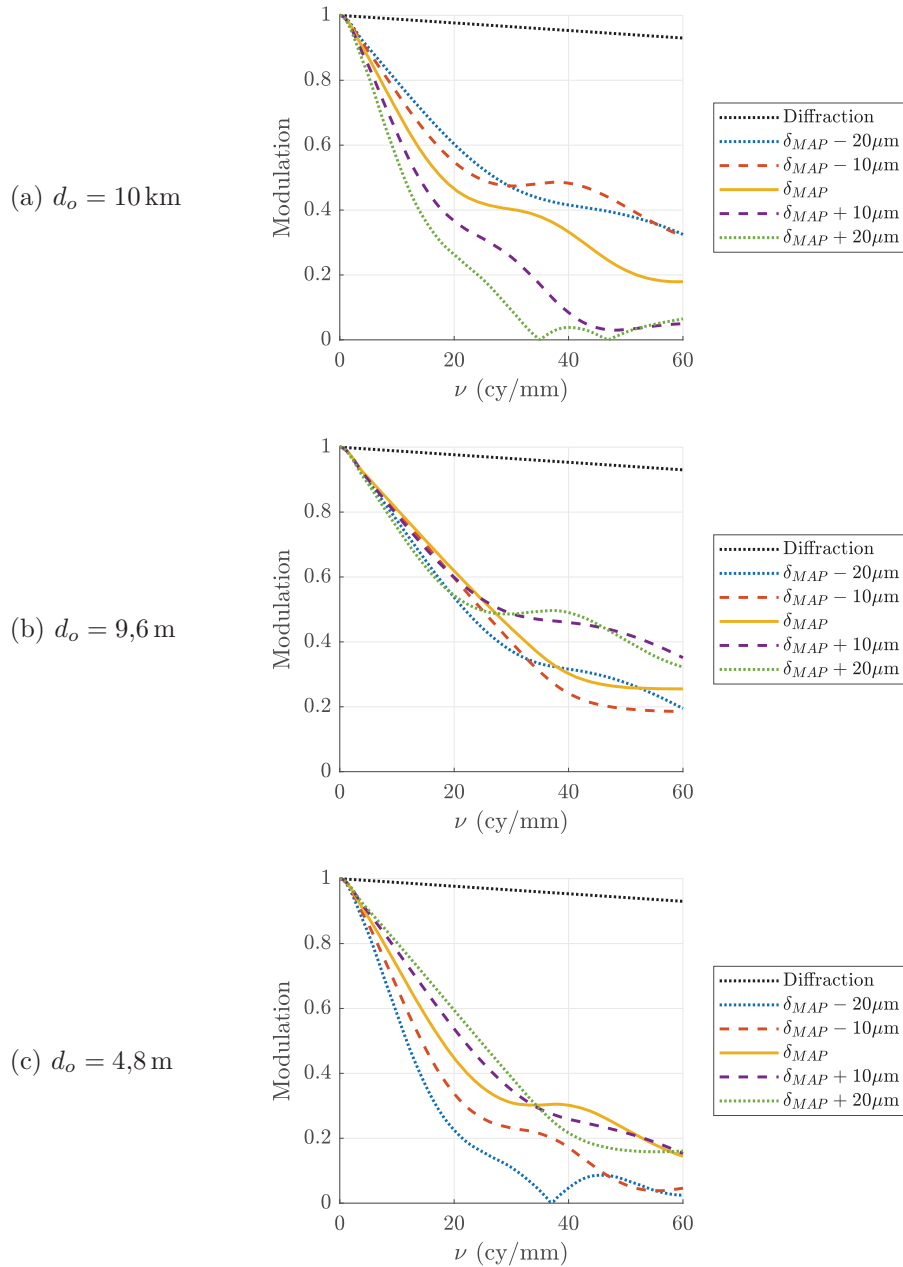 (a) d_o = 10 km
Modulation
1
0.8
0.6
0.4
0.2
0
0 20 40 60
ν (cy/mm)
Diffraction
δ_MAP − 20μm
δ_MAP − 10μm
δ_MAP
δ_MAP + 10μm
δ_MAP + 20μm
(b) d_o = 9,6 m
Modulation
1
0.8
0.6
0.4
0.2
0
0 20 40 60
ν (cy/mm)
Diffraction
δ_MAP − 20μm
δ_MAP − 10μm
δ_MAP
δ_MAP + 10μm
δ_MAP + 20μm
(c) d_o = 4,8 m
Modulation
1
0.8
0.6
0.4
0.2
0
0 20 40 60
ν (cy/mm)
Diffraction
δ_MAP − 20μm
δ_MAP − 10μm
δ_MAP
δ_MAP + 10μm
δ_MAP + 20μm